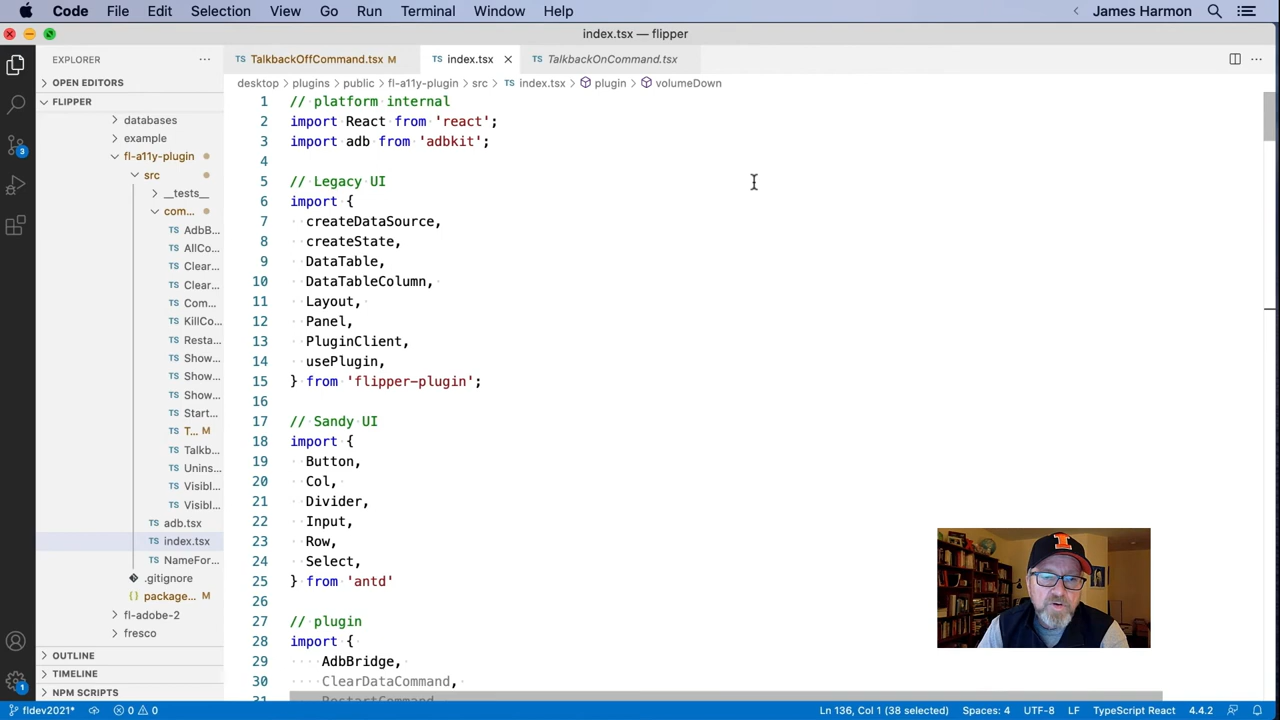 Code File Edit Selection View Go Run Terminal Window Help James Harmon
index.tsx — flipper
EXPLORER
TalkbackOffCommand.tsx M
index.tsx
TalkbackOnCommand.tsx
OPEN EDITORS
desktop > plugins > public > fl-a11y-plugin > src > index.tsx > plugin > volumeDown
FLIPPER
databases
example
fl-a11y-plugin
src
__tests__
com...
AdbB...
AllCo...
Clear...
Clear...
Com...
KillCo...
Resta...
Show...
Show...
Show...
Start...
T... M
Talkb...
Unins...
Visibl...
Visibl...
adb.tsx
index.tsx
NameFor...
.gitignore
package... M
fl-adobe-2
fresco
OUTLINE
TIMELINE
NPM SCRIPTS
1 // platform internal
2 import React from 'react';
3 import adb from 'adbkit';
4
5 // Legacy UI
6 import {
7 createDataSource,
8 createState,
9 DataTable,
10 DataTableColumn,
11 Layout,
12 Panel,
13 PluginClient,
14 usePlugin,
15 } from 'flipper-plugin';
16
17 // Sandy UI
18 import {
19 Button,
20 Col,
21 Divider,
22 Input,
23 Row,
24 Select,
25 } from 'antd'
26
27 // plugin
28 import {
29 AdbBridge,
30 ClearDataCommand,
31 RestartCommand
3
1
fldev2021* 0 0 Ln 136, Col 1 (38 selected) Spaces: 4 UTF-8 LF TypeScript React 4.4.2